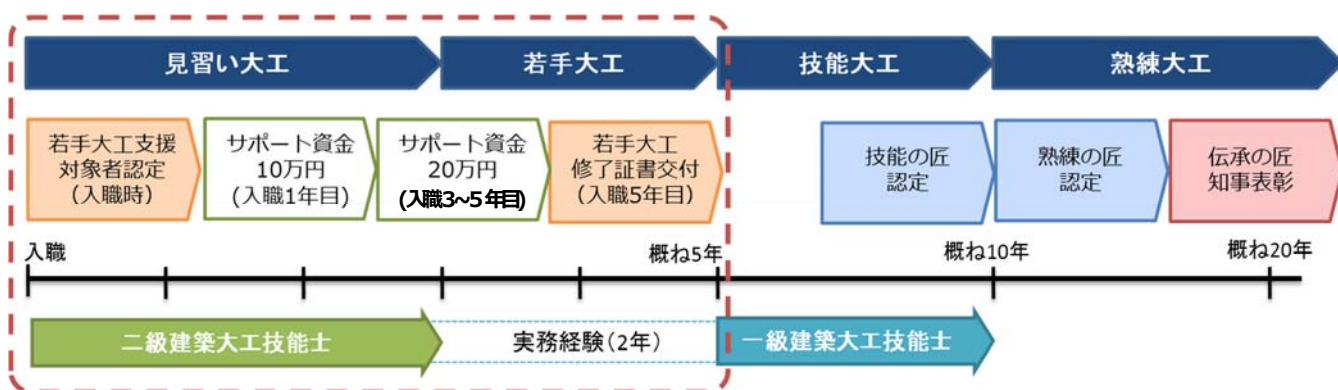 見習い大工
若手大工
技能大工
熟練大工
若手大工支援
対象者認定
(入職時)
サポート資金
10万円
(入職1年目)
サポート資金
20万円
(入職3~5年目)
若手大工
修了証書交付
(入職5年目)
技能の匠
認定
熟練の匠
認定
伝承の匠
知事表彰
入職
概ね5年
概ね10年
概ね20年
二級建築大工技能士
実務経験(2年)
一級建築大工技能士